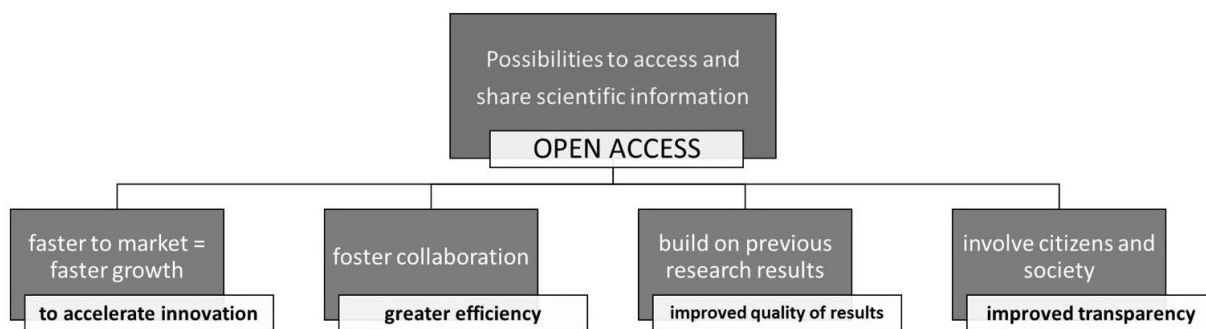 Possibilities to access and
share scientific information
OPEN ACCESS
faster to market =
faster growth
to accelerate innovation
foster collaboration
greater efficiency
build on previous
research results
improved quality of results
involve citizens and
society
improved transparency